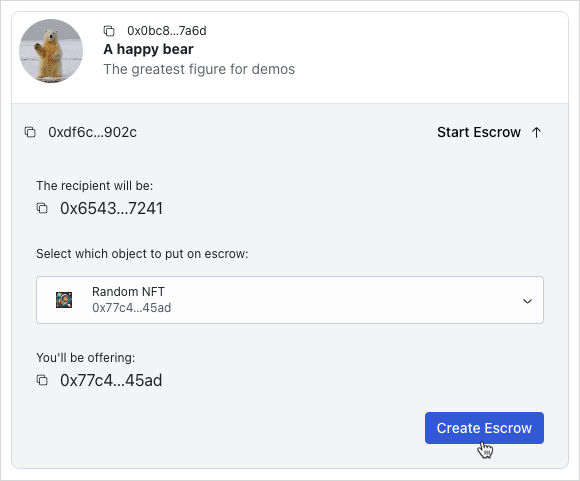 0x0bc8...7a6d
A happy bear
The greatest figure for demos
0xdf6c...902c
Start Escrow
The recipient will be:
0x6543...7241
Select which object to put on escrow:
Random NFT
0x77c4...45ad
You'll be offering:
0x77c4...45ad
Create Escrow